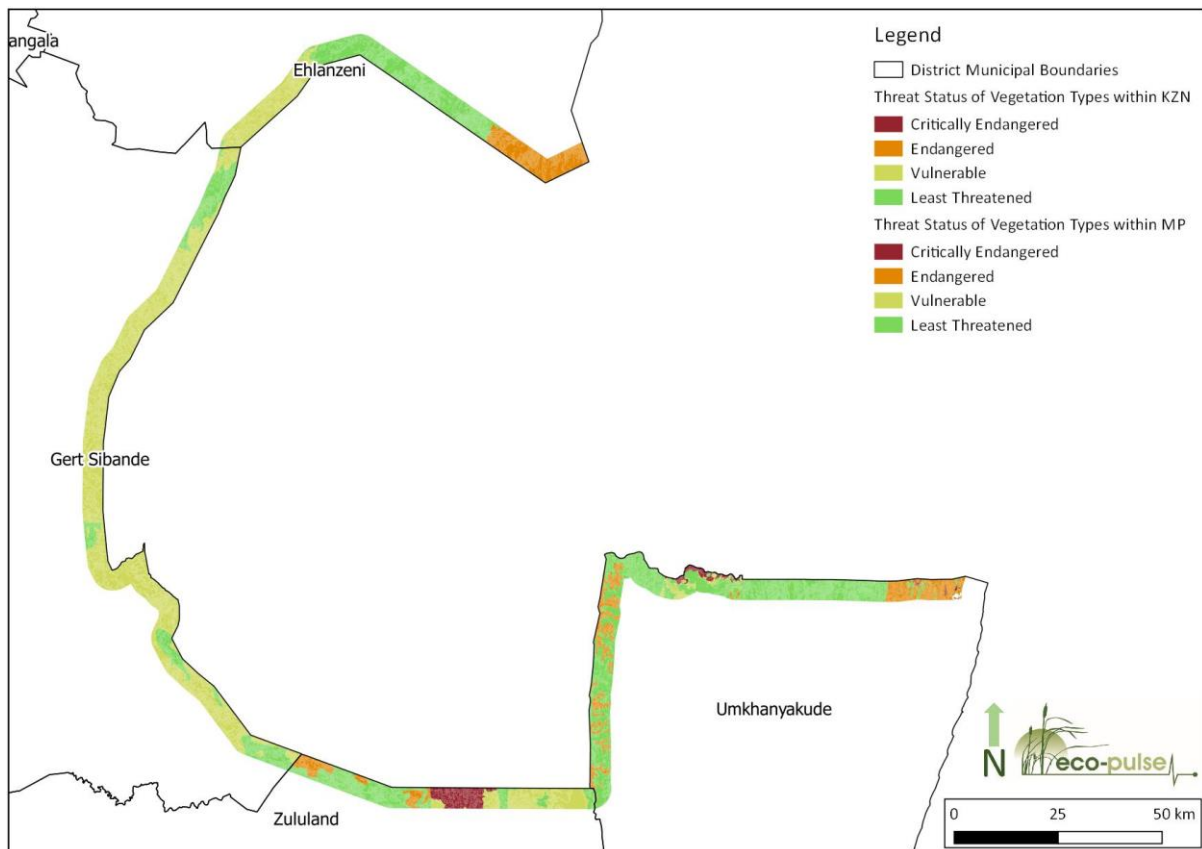 angala
Ehlanzeni
Gert Sibande
Zululand
Umkhanyakude
Legend
District Municipal Boundaries
Threat Status of Vegetation Types within KZN
Critically Endangered
Endangered
Vulnerable
Least Threatened
Threat Status of Vegetation Types within MP
Critically Endangered
Endangered
Vulnerable
Least Threatened
N
eco-pulse
0 25 50 km